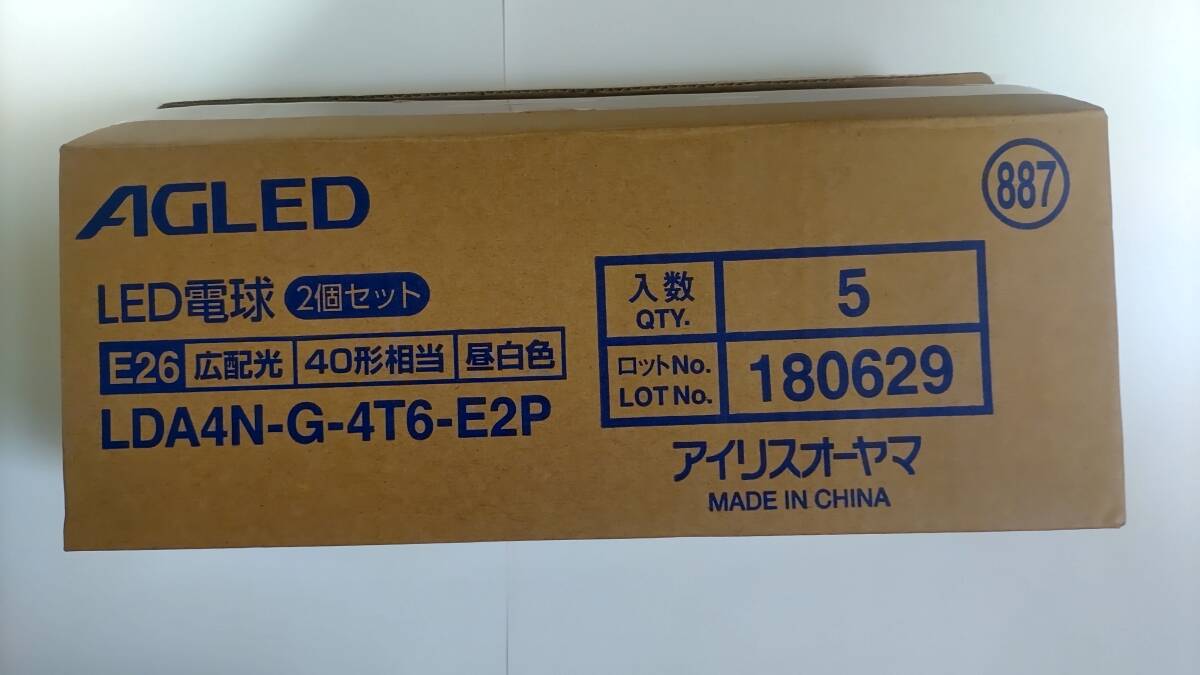 AGLED
887
LED電球 2個セット
E26 広配光 40形相当 昼白色
LDA4N-G-4T6-E2P
入数 QTY. 5
ロットNo. LOT No. 180629
アイリスオーヤマ
MADE IN CHINA